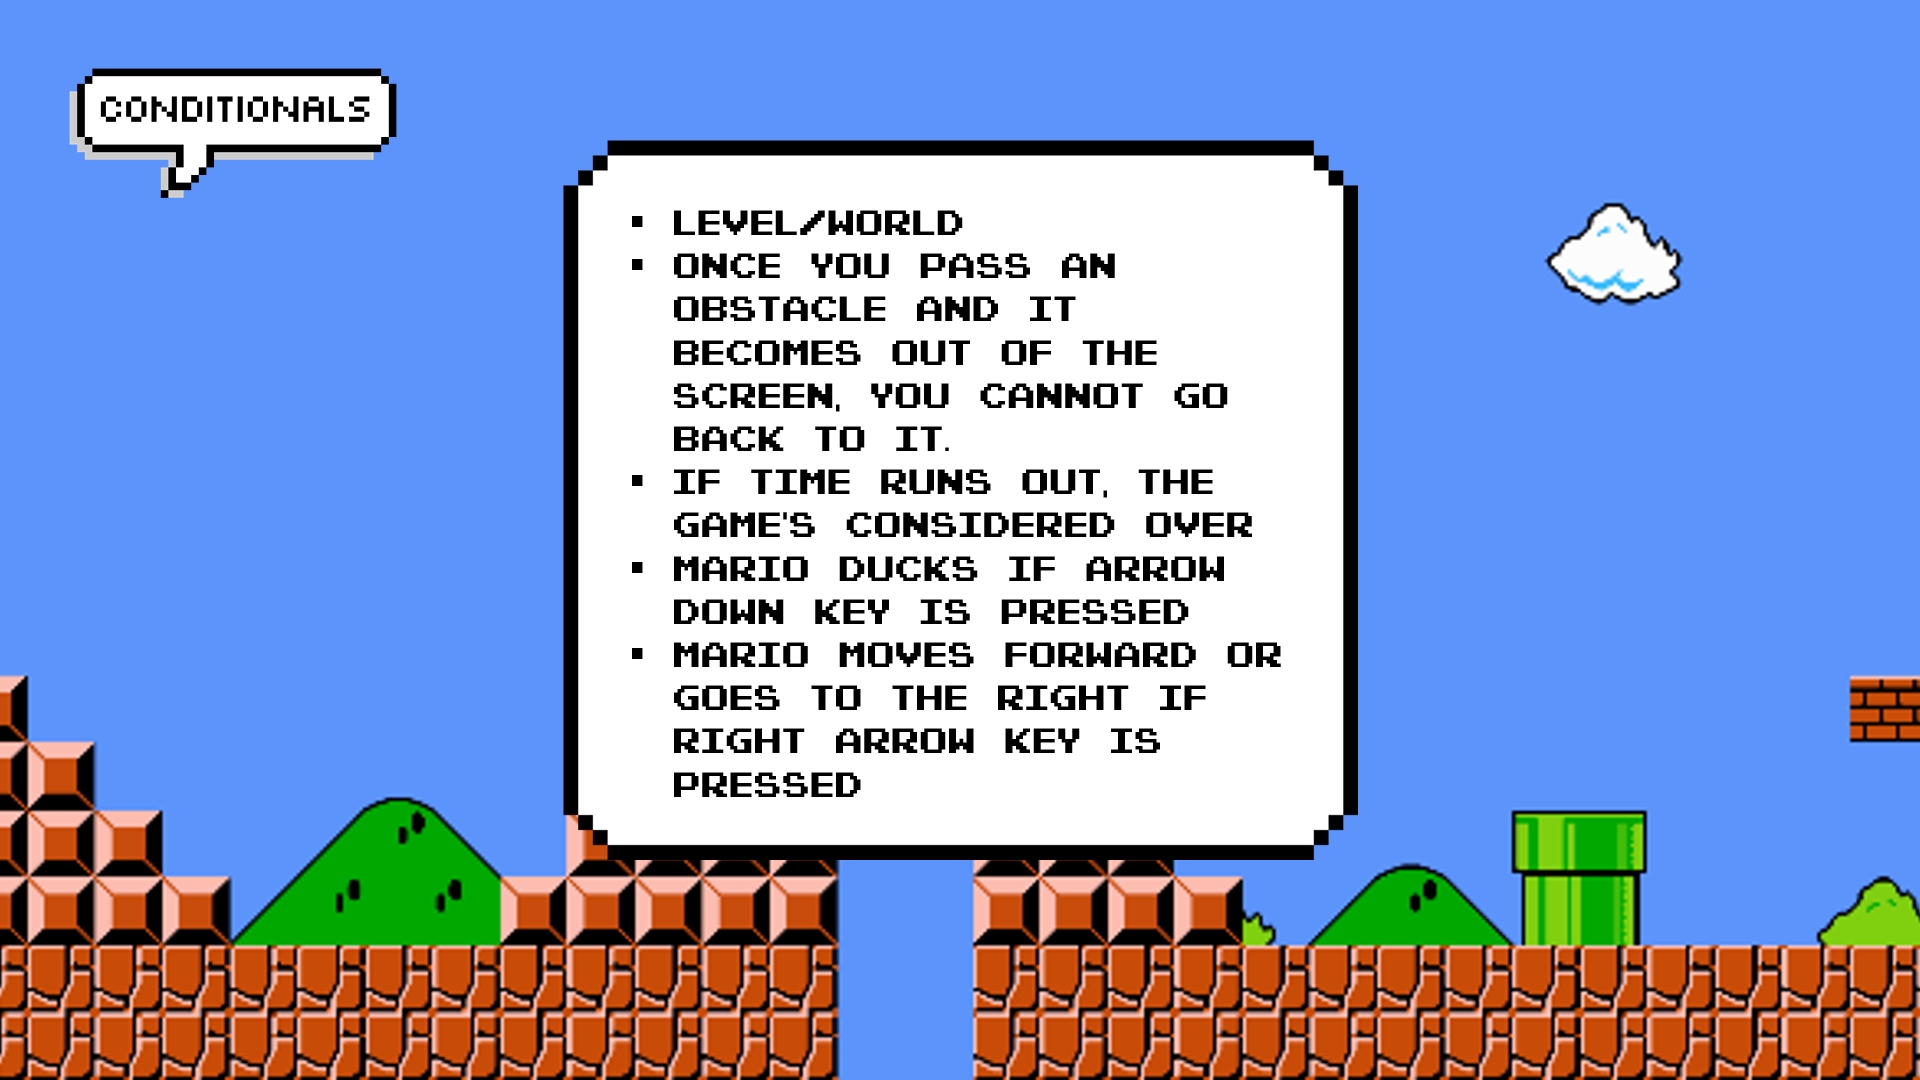 CONDITIONALS
▪ LEVEL/WORLD
▪ ONCE YOU PASS AN
OBSTACLE AND IT
BECOMES OUT OF THE
SCREEN, YOU CANNOT GO
BACK TO IT.
▪ IF TIME RUNS OUT, THE
GAME'S CONSIDERED OVER
▪ MARIO DUCKS IF ARROW
DOWN KEY IS PRESSED
▪ MARIO MOVES FORWARD OR
GOES TO THE RIGHT IF
RIGHT ARROW KEY IS
PRESSED